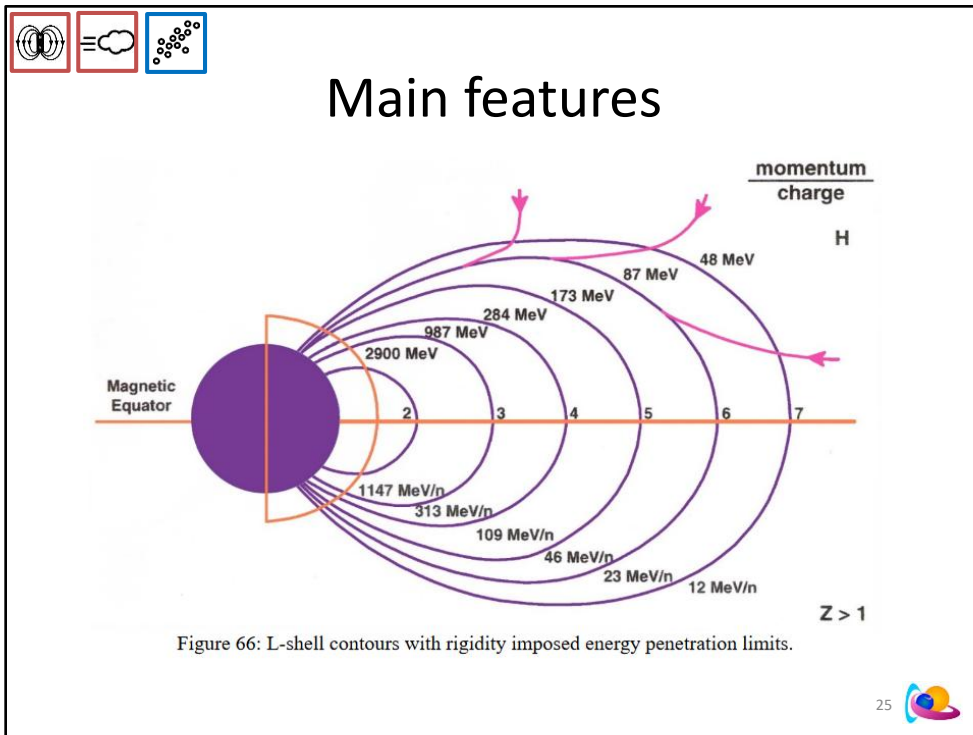 Main features
momentum
charge
H
48 MeV
87 MeV
173 MeV
284 MeV
987 MeV
2900 MeV
Magnetic
Equator
2 3 4 5 6 7
1147 MeV/n
313 MeV/n
109 MeV/n
46 MeV/n
23 MeV/n
12 MeV/n
Z > 1
Figure 66: L-shell contours with rigidity imposed energy penetration limits.
25